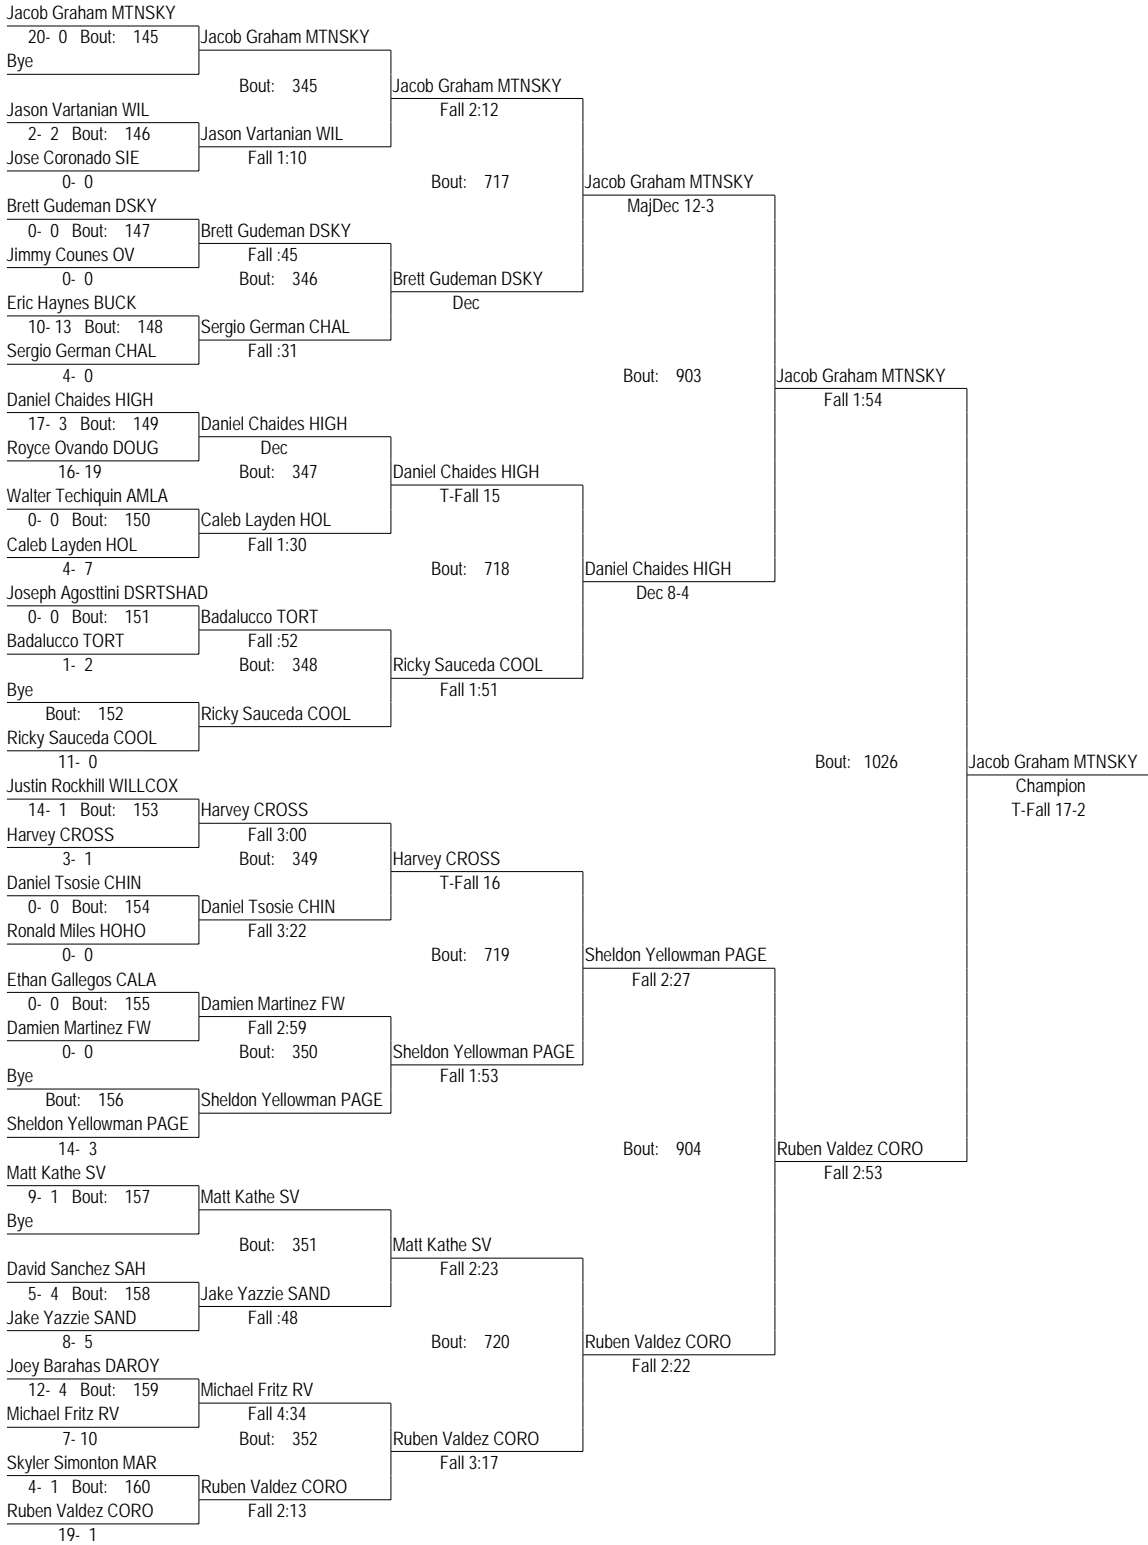 Jacob Graham MTNSKY
20- 0 Bout: 145 Jacob Graham MTNSKY
Bye
Bout: 345 Jacob Graham MTNSKY
Jason Vartanian WIL Fall 2:12
2- 2 Bout: 146 Jason Vartanian WIL
Jose Coronado SIE Fall 1:10
0- 0 Bout: 717 Jacob Graham MTNSKY
Brett Gudeman DSKY MajDec 12-3
0- 0 Bout: 147 Brett Gudeman DSKY
Jimmy Counes OV Fall :45
0- 0 Bout: 346 Brett Gudeman DSKY
Eric Haynes BUCK Dec
10- 13 Bout: 148 Sergio German CHAL
Sergio German CHAL Fall :31
4- 0 Bout: 903 Jacob Graham MTNSKY
Daniel Chaides HIGH Fall 1:54
17- 3 Bout: 149 Daniel Chaides HIGH
Royce Ovando DOUG Dec
16- 19 Bout: 347 Daniel Chaides HIGH
Walter Techiquin AMLA T-Fall 15
0- 0 Bout: 150 Caleb Layden HOL
Caleb Layden HOL Fall 1:30
4- 7 Bout: 718 Daniel Chaides HIGH
Joseph Agosttini DSRTSHAD Dec 8-4
0- 0 Bout: 151 Badalucco TORT
Badalucco TORT Fall :52
1- 2 Bout: 348 Ricky Sauceda COOL
Bye Fall 1:51
Bout: 152 Ricky Sauceda COOL
Ricky Sauceda COOL
11- 0 Bout: 1026 Jacob Graham MTNSKY
Justin Rockhill WILLCOX Champion
14- 1 Bout: 153 Harvey CROSS T-Fall 17-2
Harvey CROSS Fall 3:00
3- 1 Bout: 349 Harvey CROSS
Daniel Tsosie CHIN T-Fall 16
0- 0 Bout: 154 Daniel Tsosie CHIN
Ronald Miles HOHO Fall 3:22
0- 0 Bout: 719 Sheldon Yellowman PAGE
Ethan Gallegos CALA Fall 2:27
0- 0 Bout: 155 Damien Martinez FW
Damien Martinez FW Fall 2:59
0- 0 Bout: 350 Sheldon Yellowman PAGE
Bye Fall 1:53
Bout: 156 Sheldon Yellowman PAGE
Sheldon Yellowman PAGE
14- 3 Bout: 904 Ruben Valdez CORO
Matt Kathe SV Fall 2:53
9- 1 Bout: 157 Matt Kathe SV
Bye
Bout: 351 Matt Kathe SV
David Sanchez SAH Fall 2:23
5- 4 Bout: 158 Jake Yazzie SAND
Jake Yazzie SAND Fall :48
8- 5 Bout: 720 Ruben Valdez CORO
Joey Barahas DAROY Fall 2:22
12- 4 Bout: 159 Michael Fritz RV
Michael Fritz RV Fall 4:34
7- 10 Bout: 352 Ruben Valdez CORO
Skyler Simonton MAR Fall 3:17
4- 1 Bout: 160 Ruben Valdez CORO
Ruben Valdez CORO Fall 2:13
19- 1